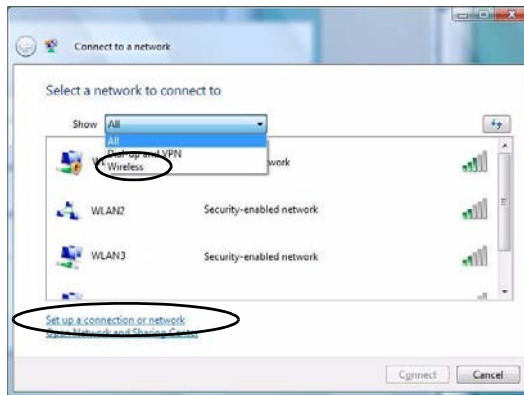 Connect to a network
Select a network to connect to
Show All
All
Dial-up and VPN
Wireless
work
WLAN2 Security-enabled network
WLAN3 Security-enabled network
Set up a connection or network
Open Network and Sharing Center
Connect Cancel